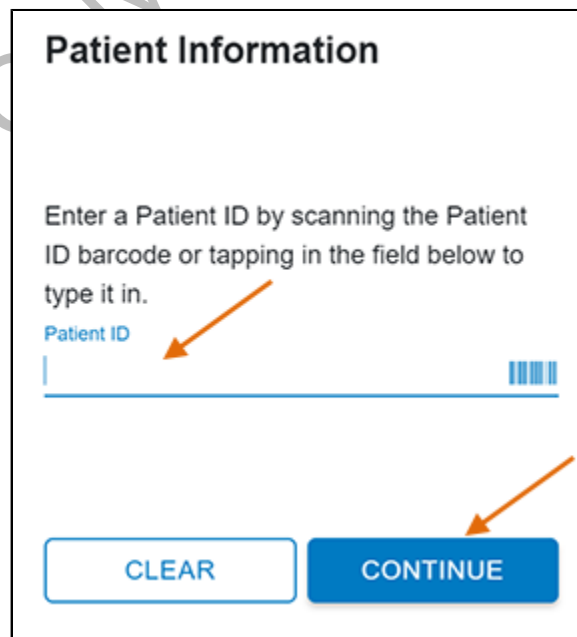 Patient Information
Enter a Patient ID by scanning the Patient
ID barcode or tapping in the field below to
type it in.
Patient ID
CLEAR
CONTINUE